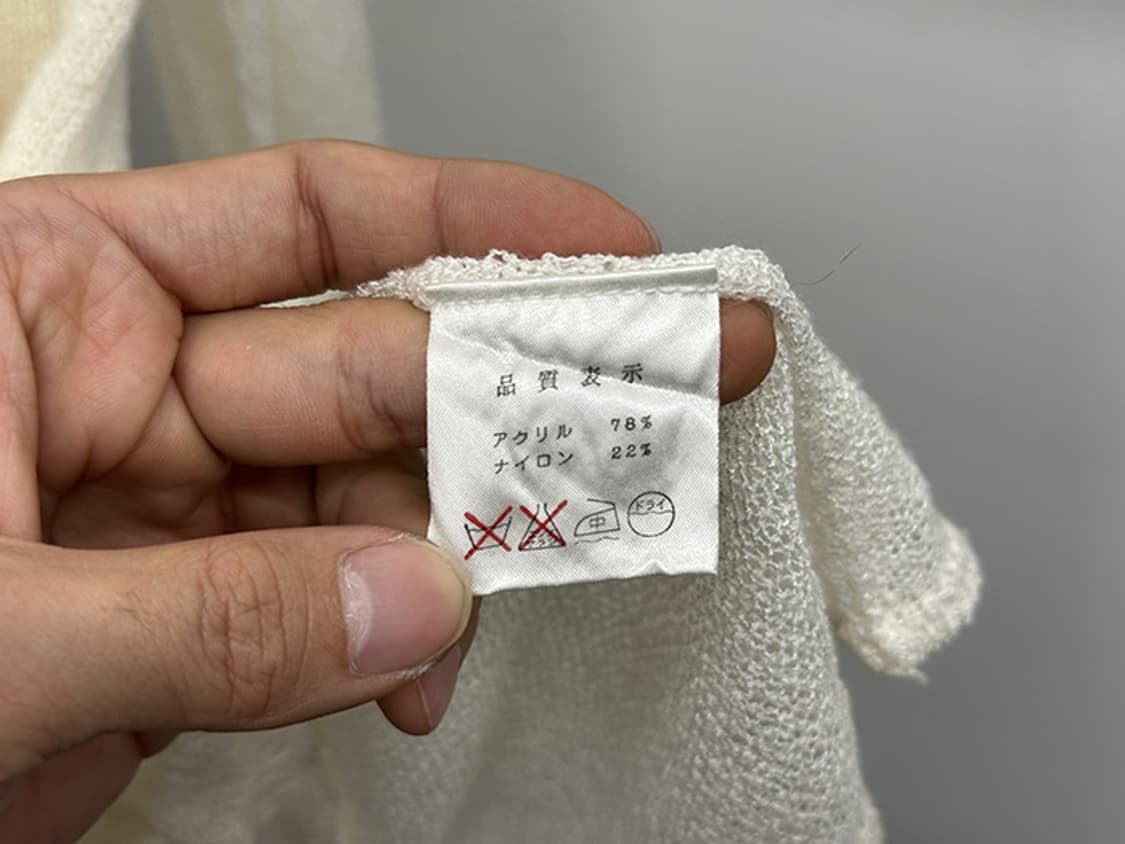 品質表示
アクリル 78%
ナイロン 22%
中 ドライ